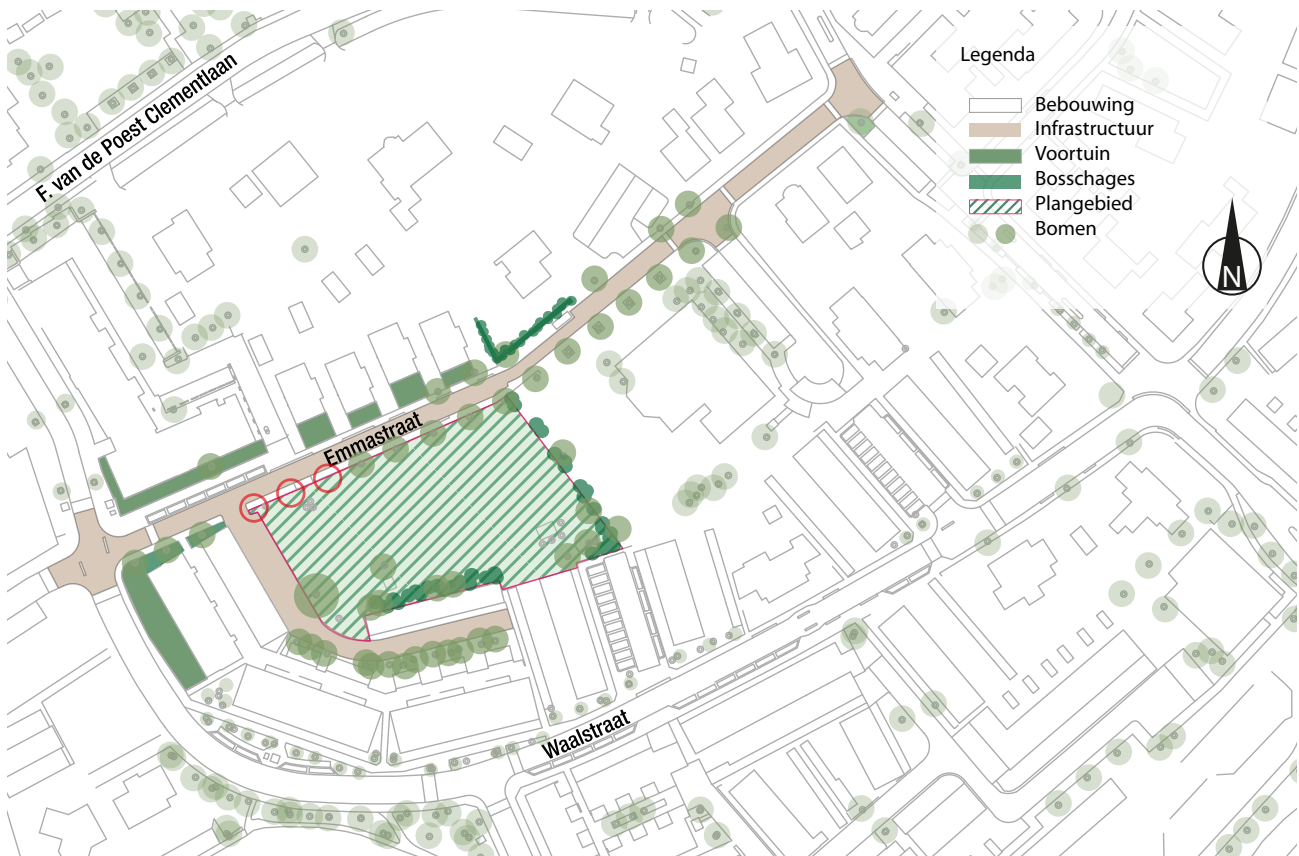 F. van de Poest Clementlaan
Legenda
Bebouwing
Infrastructuur
Voortuin
Bosschages
Plangebied
Bomen
N
Emmastraat
Waalstraat